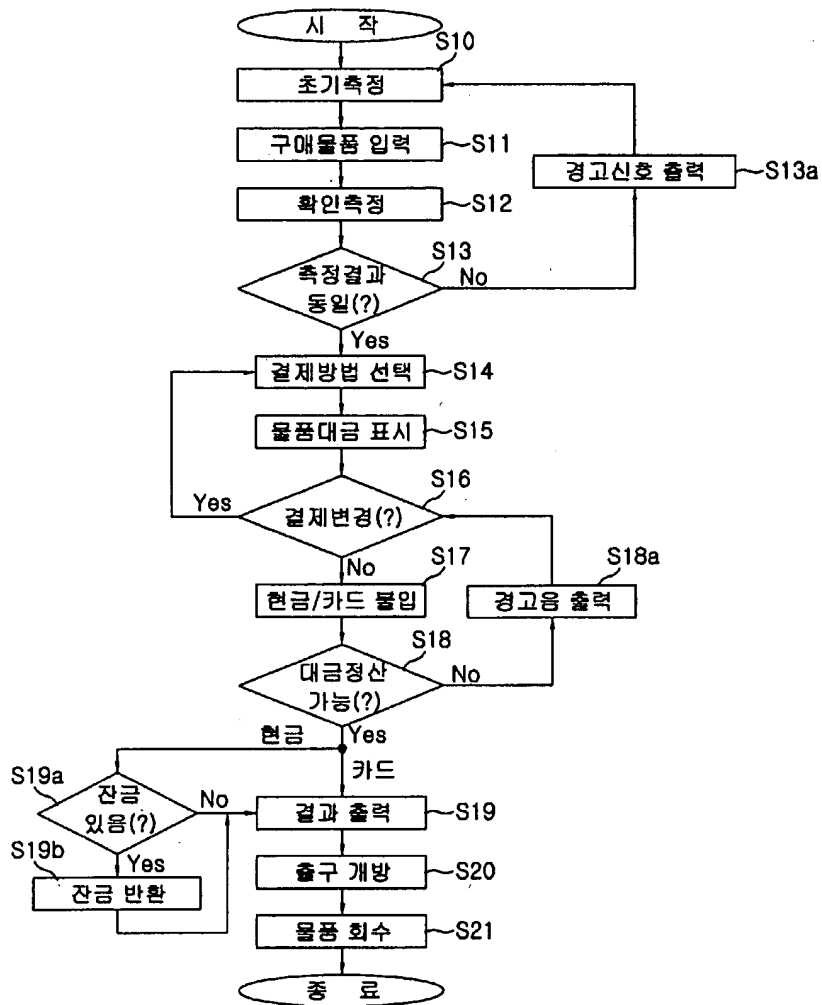 시 작
S10
초기측정
구매물품 입력
S11
경고신호 출력
S13a
확인측정
S12
S13
측정결과
동일(?)
No
Yes
결제방법 선택
S14
물품대금 표시
S15
S16
Yes
결제변경(?)
No
S17
현금/카드 불입
S18a
경고음 출력
S18
대금정산
가능(?)
No
현금
Yes
카드
S19a
잔금
있음(?)
No
결과 출력
S19
S19b
Yes
잔금 반환
출구 개방
S20
물품 회수
S21
종 료